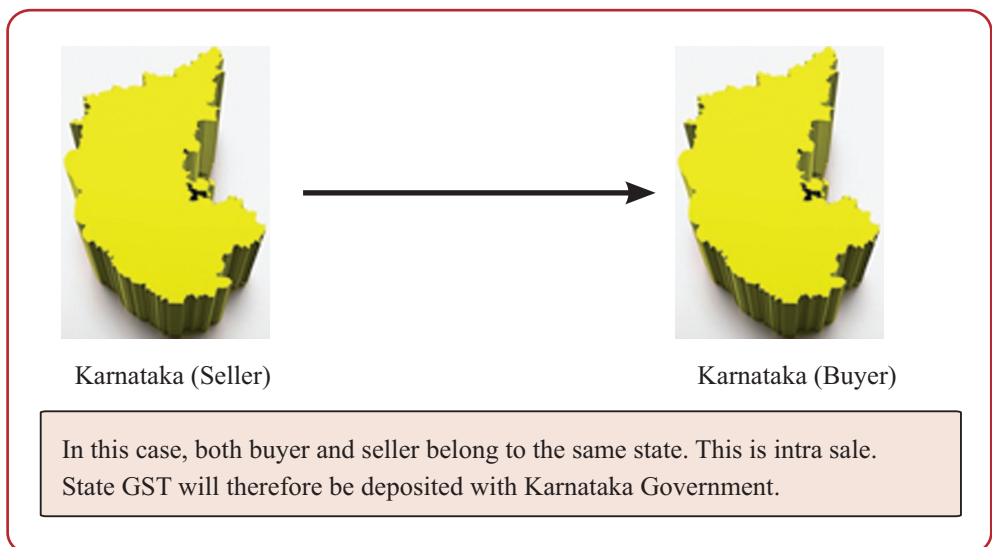 Karnataka (Seller)
Karnataka (Buyer)
In this case, both buyer and seller belong to the same state. This is intra sale.
State GST will therefore be deposited with Karnataka Government.